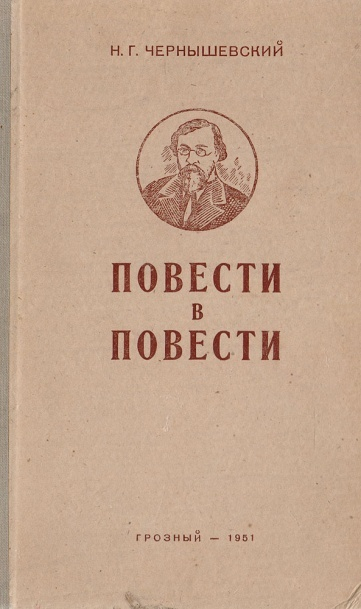 Н. Г. ЧЕРНЫШЕВСКИЙ
ПОВЕСТИ
В
ПОВЕСТИ
ГРОЗНЫЙ — 1951